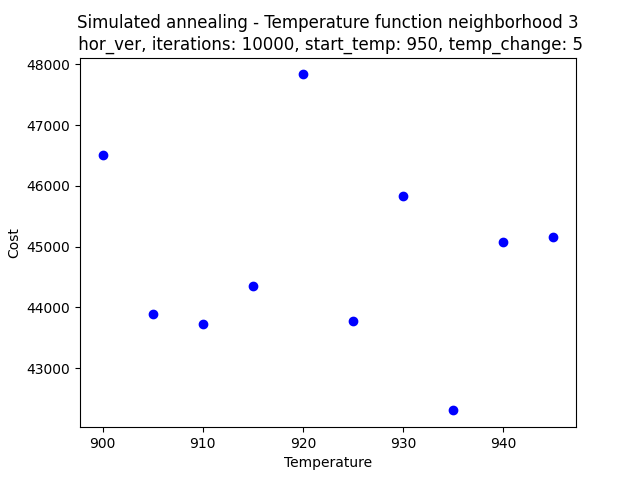 Simulated annealing - Temperature function neighborhood 3
hor_ver, iterations: 10000, start_temp: 950, temp_change: 5
48000
47000
46000
45000
44000
43000
Cost
900 910 920 930 940
Temperature